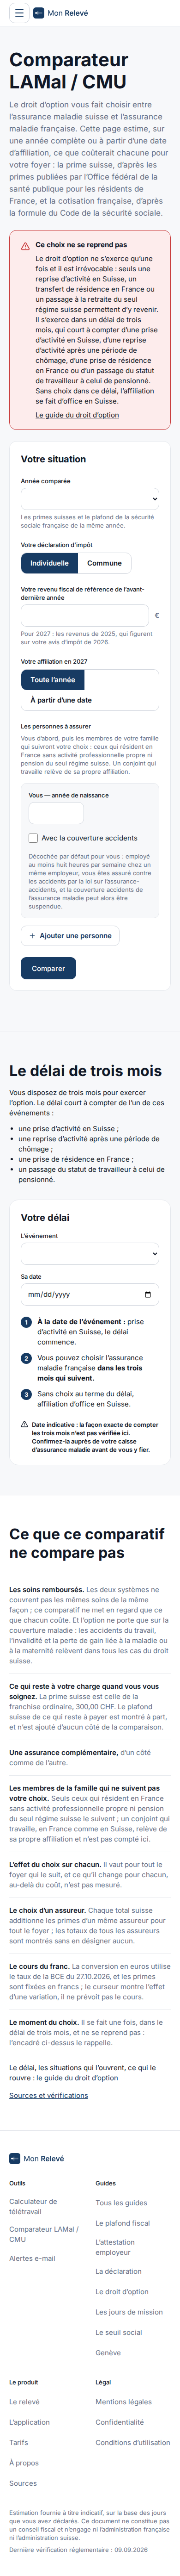 Mon Relevé
Comparateur
LAMal / CMU
Le droit d'option vous fait choisir entre
l'assurance maladie suisse et l'assurance
maladie française. Cette page estime, sur
une année complète ou à partir d'une date
d'affiliation, ce que coûterait chacune pour
votre foyer : la prime suisse, d'après les
primes publiées par l'Office fédéral de la
santé publique pour les résidents de
France, et la cotisation française, d'après
la formule du Code de la sécurité sociale.
Ce choix ne se reprend pas
Le droit d'option ne s'exerce qu'une
fois et il est irrévocable : seuls une
reprise d'activité en Suisse, un
transfert de résidence en France ou
un passage à la retraite du seul
régime suisse permettent d'y revenir.
Il s'exerce dans un délai de trois
mois, qui court à compter d'une prise
d'activité en Suisse, d'une reprise
d'activité après une période de
chômage, d'une prise de résidence
en France ou d'un passage du statut
de travailleur à celui de pensionné.
Sans choix dans ce délai, l'affiliation
se fait d'office en Suisse.
Le guide du droit d'option
Votre situation
Année comparée
Les primes suisses et le plafond de la sécurité
sociale française de la même année.
Votre déclaration d'impôt
Individuelle
Commune
Votre revenu fiscal de référence de l'avant-
dernière année
€
Pour 2027 : les revenus de 2025, qui figurent
sur votre avis d'impôt de 2026.
Votre affiliation en 2027
Toute l'année
À partir d'une date
Les personnes à assurer
Vous d'abord, puis les membres de votre famille
qui suivront votre choix : ceux qui résident en
France sans activité professionnelle propre ni
pension du seul régime suisse. Un conjoint qui
travaille relève de sa propre affiliation.
Vous — année de naissance
Avec la couverture accidents
Décochée par défaut pour vous : employé
au moins huit heures par semaine chez un
même employeur, vous êtes assuré contre
les accidents par la loi sur l'assurance-
accidents, et la couverture accidents de
l'assurance maladie peut alors être
suspendue.
Ajouter une personne
Comparer
Le délai de trois mois
Vous disposez de trois mois pour exercer
l'option. Le délai court à compter de l'un de ces
événements :
• une prise d'activité en Suisse ;
• une reprise d'activité après une période de
chômage ;
• une prise de résidence en France ;
• un passage du statut de travailleur à celui de
pensionné.
Votre délai
L'événement
Sa date
mm/dd/yyyy
1 À la date de l'événement : prise
d'activité en Suisse, le délai
commence.
2 Vous pouvez choisir l'assurance
maladie française dans les trois
mois qui suivent.
3 Sans choix au terme du délai,
affiliation d'office en Suisse.
Date indicative : la façon exacte de compter
les trois mois n'est pas vérifiée ici.
Confirmez-la auprès de votre caisse
d'assurance maladie avant de vous y fier.
Ce que ce comparatif
ne compare pas
Les soins remboursés. Les deux systèmes ne
couvrent pas les mêmes soins de la même
façon ; ce comparatif ne met en regard que ce
que chacun coûte. Et l'option ne porte que sur la
couverture maladie : les accidents du travail,
l'invalidité et la perte de gain liée à la maladie ou
à la maternité relèvent dans tous les cas du droit
suisse.
Ce qui reste à votre charge quand vous vous
soignez. La prime suisse est celle de la
franchise ordinaire, 300,00 CHF. Le plafond
suisse de ce qui reste à payer est montré à part,
et n'est ajouté d'aucun côté de la comparaison.
Une assurance complémentaire, d'un côté
comme de l'autre.
Les membres de la famille qui ne suivent pas
votre choix. Seuls ceux qui résident en France
sans activité professionnelle propre ni pension
du seul régime suisse le suivent ; un conjoint qui
travaille, en France comme en Suisse, relève de
sa propre affiliation et n'est pas compté ici.
L'effet du choix sur chacun. Il vaut pour tout le
foyer qui le suit, et ce qu'il change pour chacun,
au-delà du coût, n'est pas mesuré.
Le choix d'un assureur. Chaque total suisse
additionne les primes d'un même assureur pour
tout le foyer ; les totaux de tous les assureurs
sont montrés sans en désigner aucun.
Le cours du franc. La conversion en euros utilise
le taux de la BCE du 27.10.2026, et les primes
sont fixées en francs ; le curseur montre l'effet
d'une variation, il ne prévoit pas le cours.
Le moment du choix. Il se fait une fois, dans le
délai de trois mois, et ne se reprend pas :
l'encadré ci-dessus le rappelle.
Le délai, les situations qui l'ouvrent, ce qui le
rouvre : le guide du droit d'option
Sources et vérifications
Mon Relevé
Outils
Calculateur de
télétravail
Comparateur LAMal /
CMU
Alertes e-mail
Guides
Tous les guides
Le plafond fiscal
L'attestation
employeur
La déclaration
Le droit d'option
Les jours de mission
Le seuil social
Genève
Le produit
Le relevé
L'application
Tarifs
À propos
Sources
Légal
Mentions légales
Confidentialité
Conditions d'utilisation
Estimation fournie à titre indicatif, sur la base des jours
que vous avez déclarés. Ce document ne constitue pas
un conseil fiscal et n'engage ni l'administration française
ni l'administration suisse.
Dernière vérification réglementaire : 09.09.2026